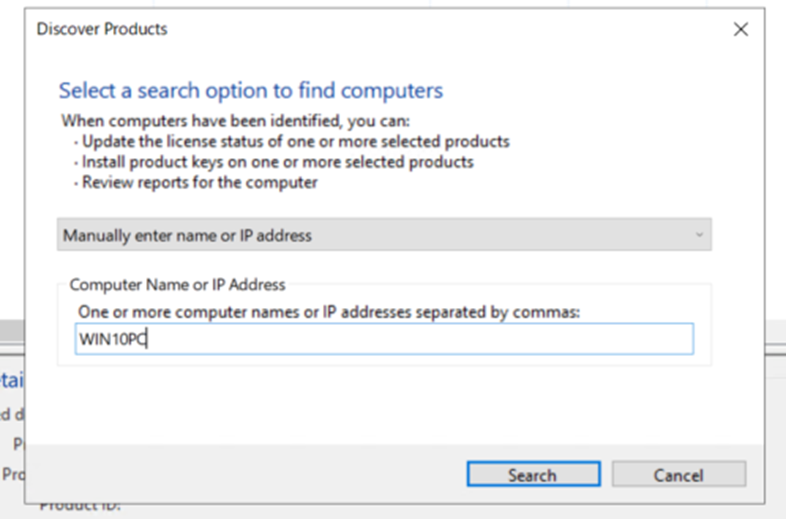 Discover Products
Select a search option to find computers
When computers have been identified, you can:
· Update the license status of one or more selected products
· Install product keys on one or more selected products
· Review reports for the computer
Manually enter name or IP address
Computer Name or IP Address
One or more computer names or IP addresses separated by commas:
WIN10PC
Search
Cancel
Product ID: